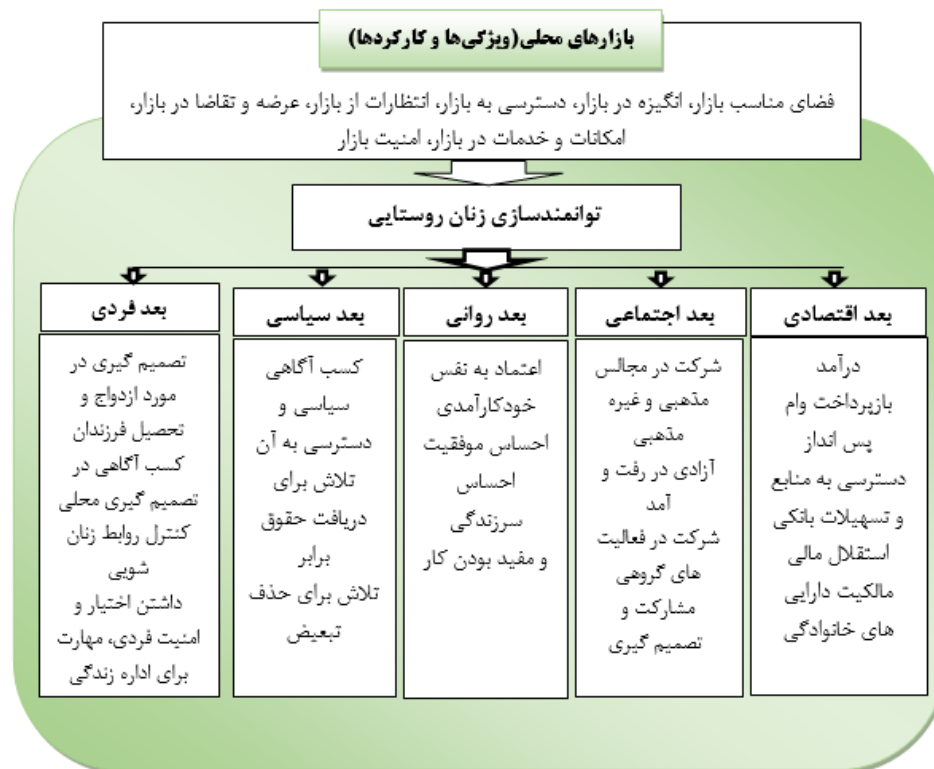 بازارهای محلی(ویژگی‌ها و کارکردها)
فضای مناسب بازار، انگیزه در بازار، دسترسی به بازار، انتظارات از بازار، عرضه و تقاضا در بازار،
امکانات و خدمات در بازار، امنیت بازار
توانمندسازی زنان روستایی
بعد اقتصادی
درآمد
بازپرداخت وام
پس انداز
دسترسی به منابع
و تسهیلات بانکی
استقلال مالی
مالکیت دارایی
های خانوادگی
بعد اجتماعی
شرکت در مجالس
مذهبی و غیره
مذهبی
آزادی در رفت و
آمد
شرکت در فعالیت
های گروهی
مشارکت و
تصمیم گیری
بعد روانی
اعتماد به نفس
خودکارآمدی
احساس موفقیت
احساس
سرزندگی
و مفید بودن کار
بعد سیاسی
کسب آگاهی
سیاسی و
دسترسی به آن
تلاش برای
دریافت حقوق
برابر
تلاش برای حذف
تبعیض
بعد فردی
تصمیم گیری در
مورد ازدواج و
تحصیل فرزندان
کسب آگاهی در
تصمیم گیری محلی
کنترل روابط زنان
شویی
داشتن اختیار و
امنیت فردی، مهارت
برای اداره زندگی